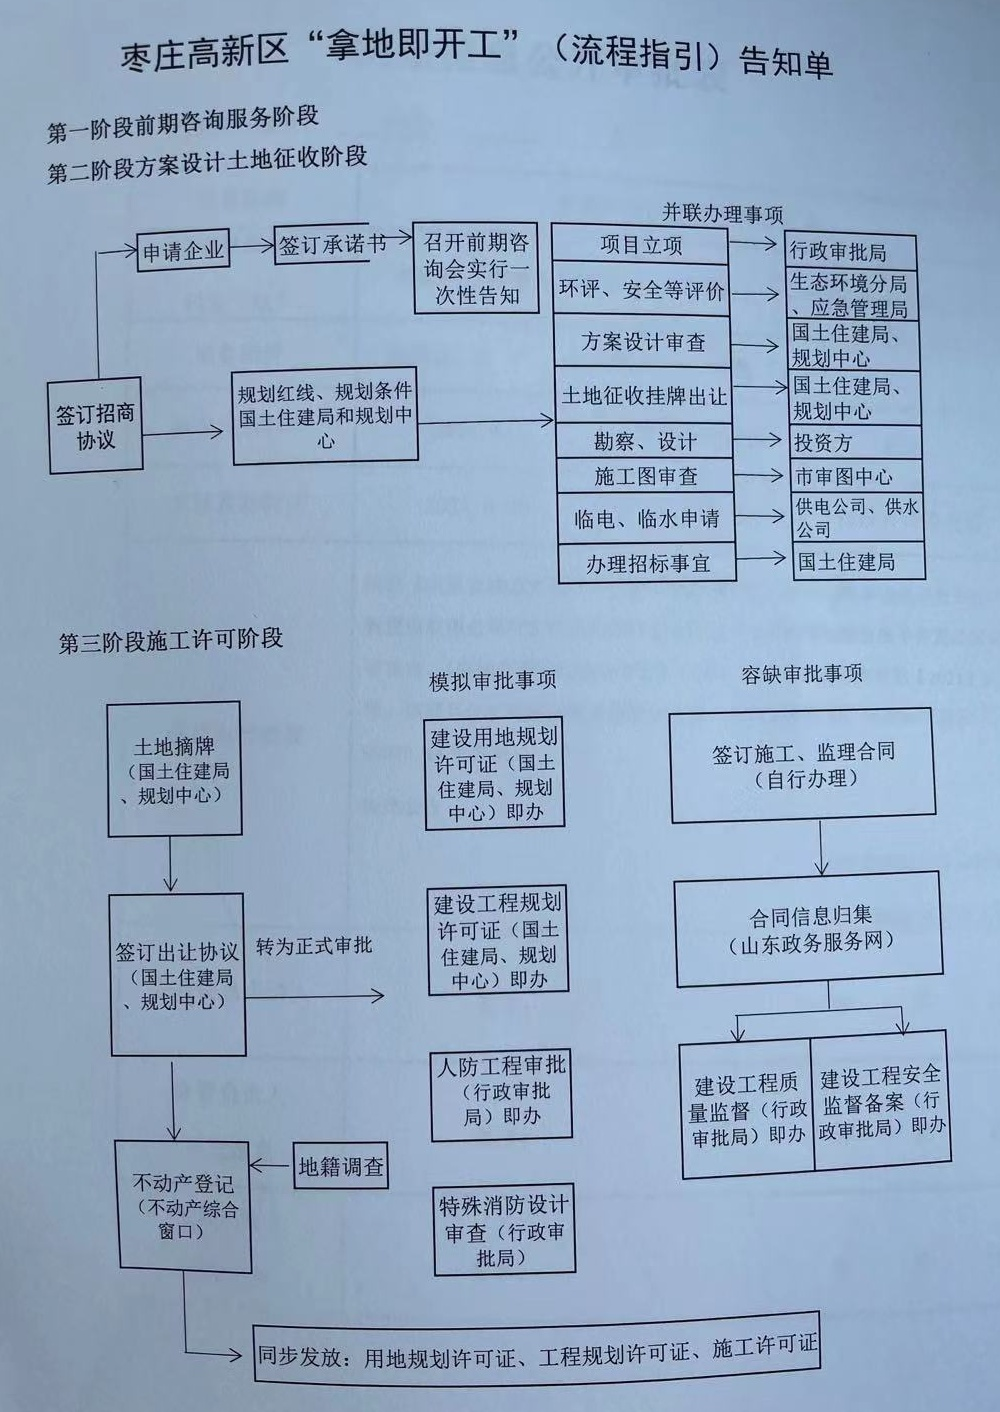 枣庄高新区“拿地即开工”（流程指引）告知单
第一阶段前期咨询服务阶段
第二阶段方案设计土地征收阶段
并联办理事项
申请企业
签订承诺书
召开前期咨
询会实行一
次性告知
签订招商
协议
规划红线、规划条件
国土住建局和规划中
心
项目立项
行政审批局
环评、安全等评价
生态环境分局
、应急管理局
方案设计审查
国土住建局、
规划中心
土地征收挂牌出让
国土住建局、
规划中心
勘察、设计
投资方
施工图审查
市审图中心
临电、临水申请
供电公司、供水
公司
办理招标事宜
国土住建局
第三阶段施工许可阶段
模拟审批事项
容缺审批事项
土地摘牌
（国土住建局
、规划中心）
签订出让协议
（国土住建局
、规划中心）
转为正式审批
不动产登记
（不动产综合
窗口）
地籍调查
建设用地规划
许可证（国土
住建局、规划
中心）即办
建设工程规划
许可证（国土
住建局、规划
中心）即办
人防工程审批
（行政审批
局）即办
特殊消防设计
审查（行政审
批局）
签订施工、监理合同
（自行办理）
合同信息归集
（山东政务服务网）
建设工程质
量监督（行政
审批局）即办
建设工程安全
监督备案（行
政审批局）即办
同步发放：用地规划许可证、工程规划许可证、施工许可证